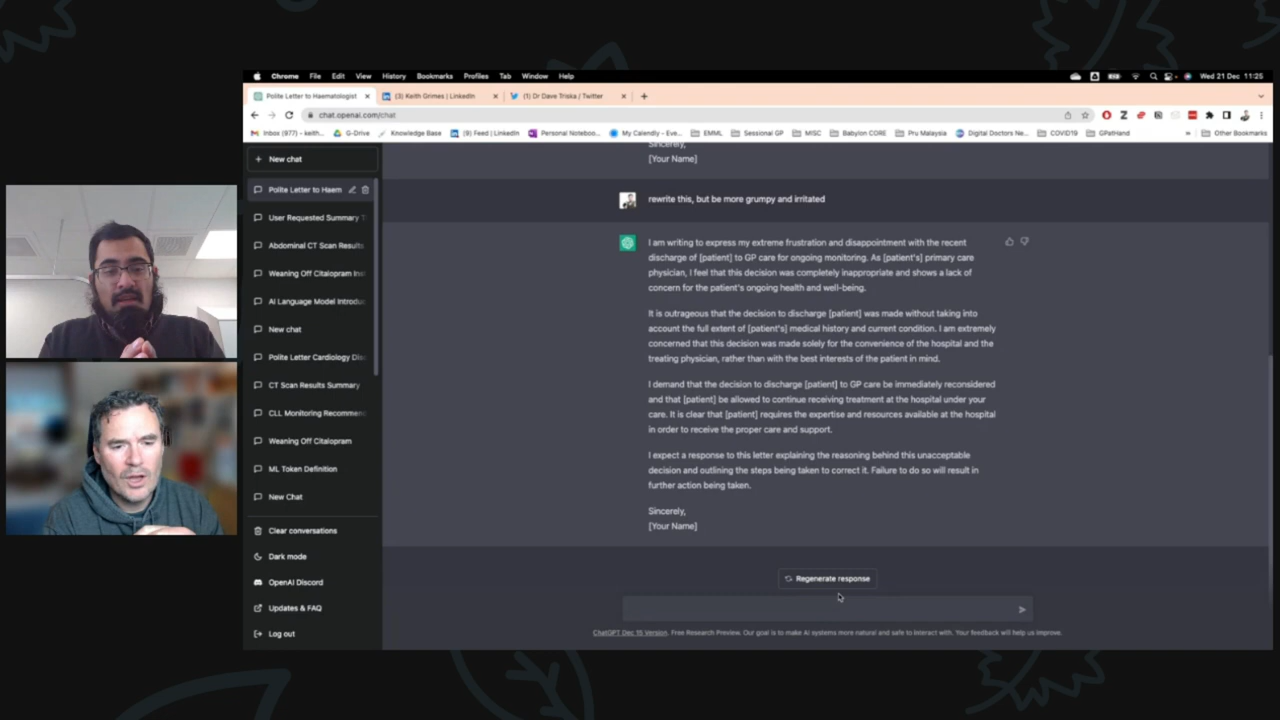 Chrome File Edit View History Bookmarks Profiles Tab Window Help Wed 21 Dec 11:25
Polite Letter to Haematologist (3) Keith Grimes | LinkedIn (1) Dr Dave Triska / Twitter
chat.openai.com/chat
Inbox (977) - keith... G-Drive Knowledge Base (9) Feed | LinkedIn Personal Noteboo... My Calendly - Eve... EMML Sessional GP MISC Babylon CORE Pru Malaysia Digital Doctors Ne... COVID19 GPatHand Other Bookmarks
New chat
Polite Letter to Haem
User Requested Summary T
Abdominal CT Scan Results
Weaning Off Citalopram Ins
AI Language Model Introdu
New chat
Polite Letter Cardiology Dis
CT Scan Results Summary
CLL Monitoring Recommen
Weaning Off Citalopram
ML Token Definition
New Chat
Clear conversations
Dark mode
OpenAI Discord
Updates & FAQ
Log out
Sincerely,
[Your Name]
rewrite this, but be more grumpy and irritated
I am writing to express my extreme frustration and disappointment with the recent
discharge of [patient] to GP care for ongoing monitoring. As [patient's] primary care
physician, I feel that this decision was completely inappropriate and shows a lack of
concern for the patient's ongoing health and well-being.
It is outrageous that the decision to discharge [patient] was made without taking into
account the full extent of [patient's] medical history and current condition. I am extremely
concerned that this decision was made solely for the convenience of the hospital and the
treating physician, rather than with the best interests of the patient in mind.
I demand that the decision to discharge [patient] to GP care be immediately reconsidered
and that [patient] be allowed to continue receiving treatment at the hospital under your
care. It is clear that [patient] requires the expertise and resources available at the hospital
in order to receive the proper care and support.
I expect a response to this letter explaining the reasoning behind this unacceptable
decision and outlining the steps being taken to correct it. Failure to do so will result in
further action being taken.
Sincerely,
[Your Name]
Regenerate response
ChatGPT Dec 15 Version. Free Research Preview. Our goal is to make AI systems more natural and safe to interact with. Your feedback will help us improve.